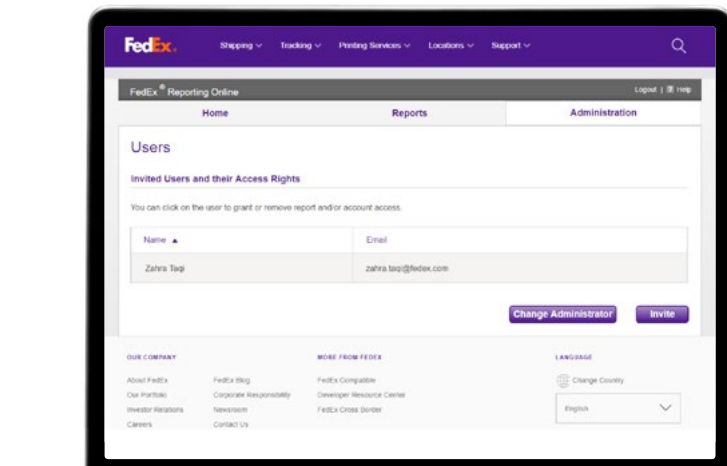 FedEx.
Shipping Tracking Printing Services Locations Support
FedEx® Reporting Online
Logout | Help
Home Reports Administration
Users
Invited Users and their Access Rights
You can click on the user to grant or remove report and/or account access.
Name ▲ Email
Zahra Taqi zahra.taqi@fedex.com
Change Administrator Invite
OUR COMPANY MORE FROM FEDEX LANGUAGE
About FedEx FedEx Blog FedEx Compatible Change Country
Our Portfolio Corporate Responsibility Developer Resource Center
Investor Relations Newsroom FedEx Cross Border English
Careers Contact Us